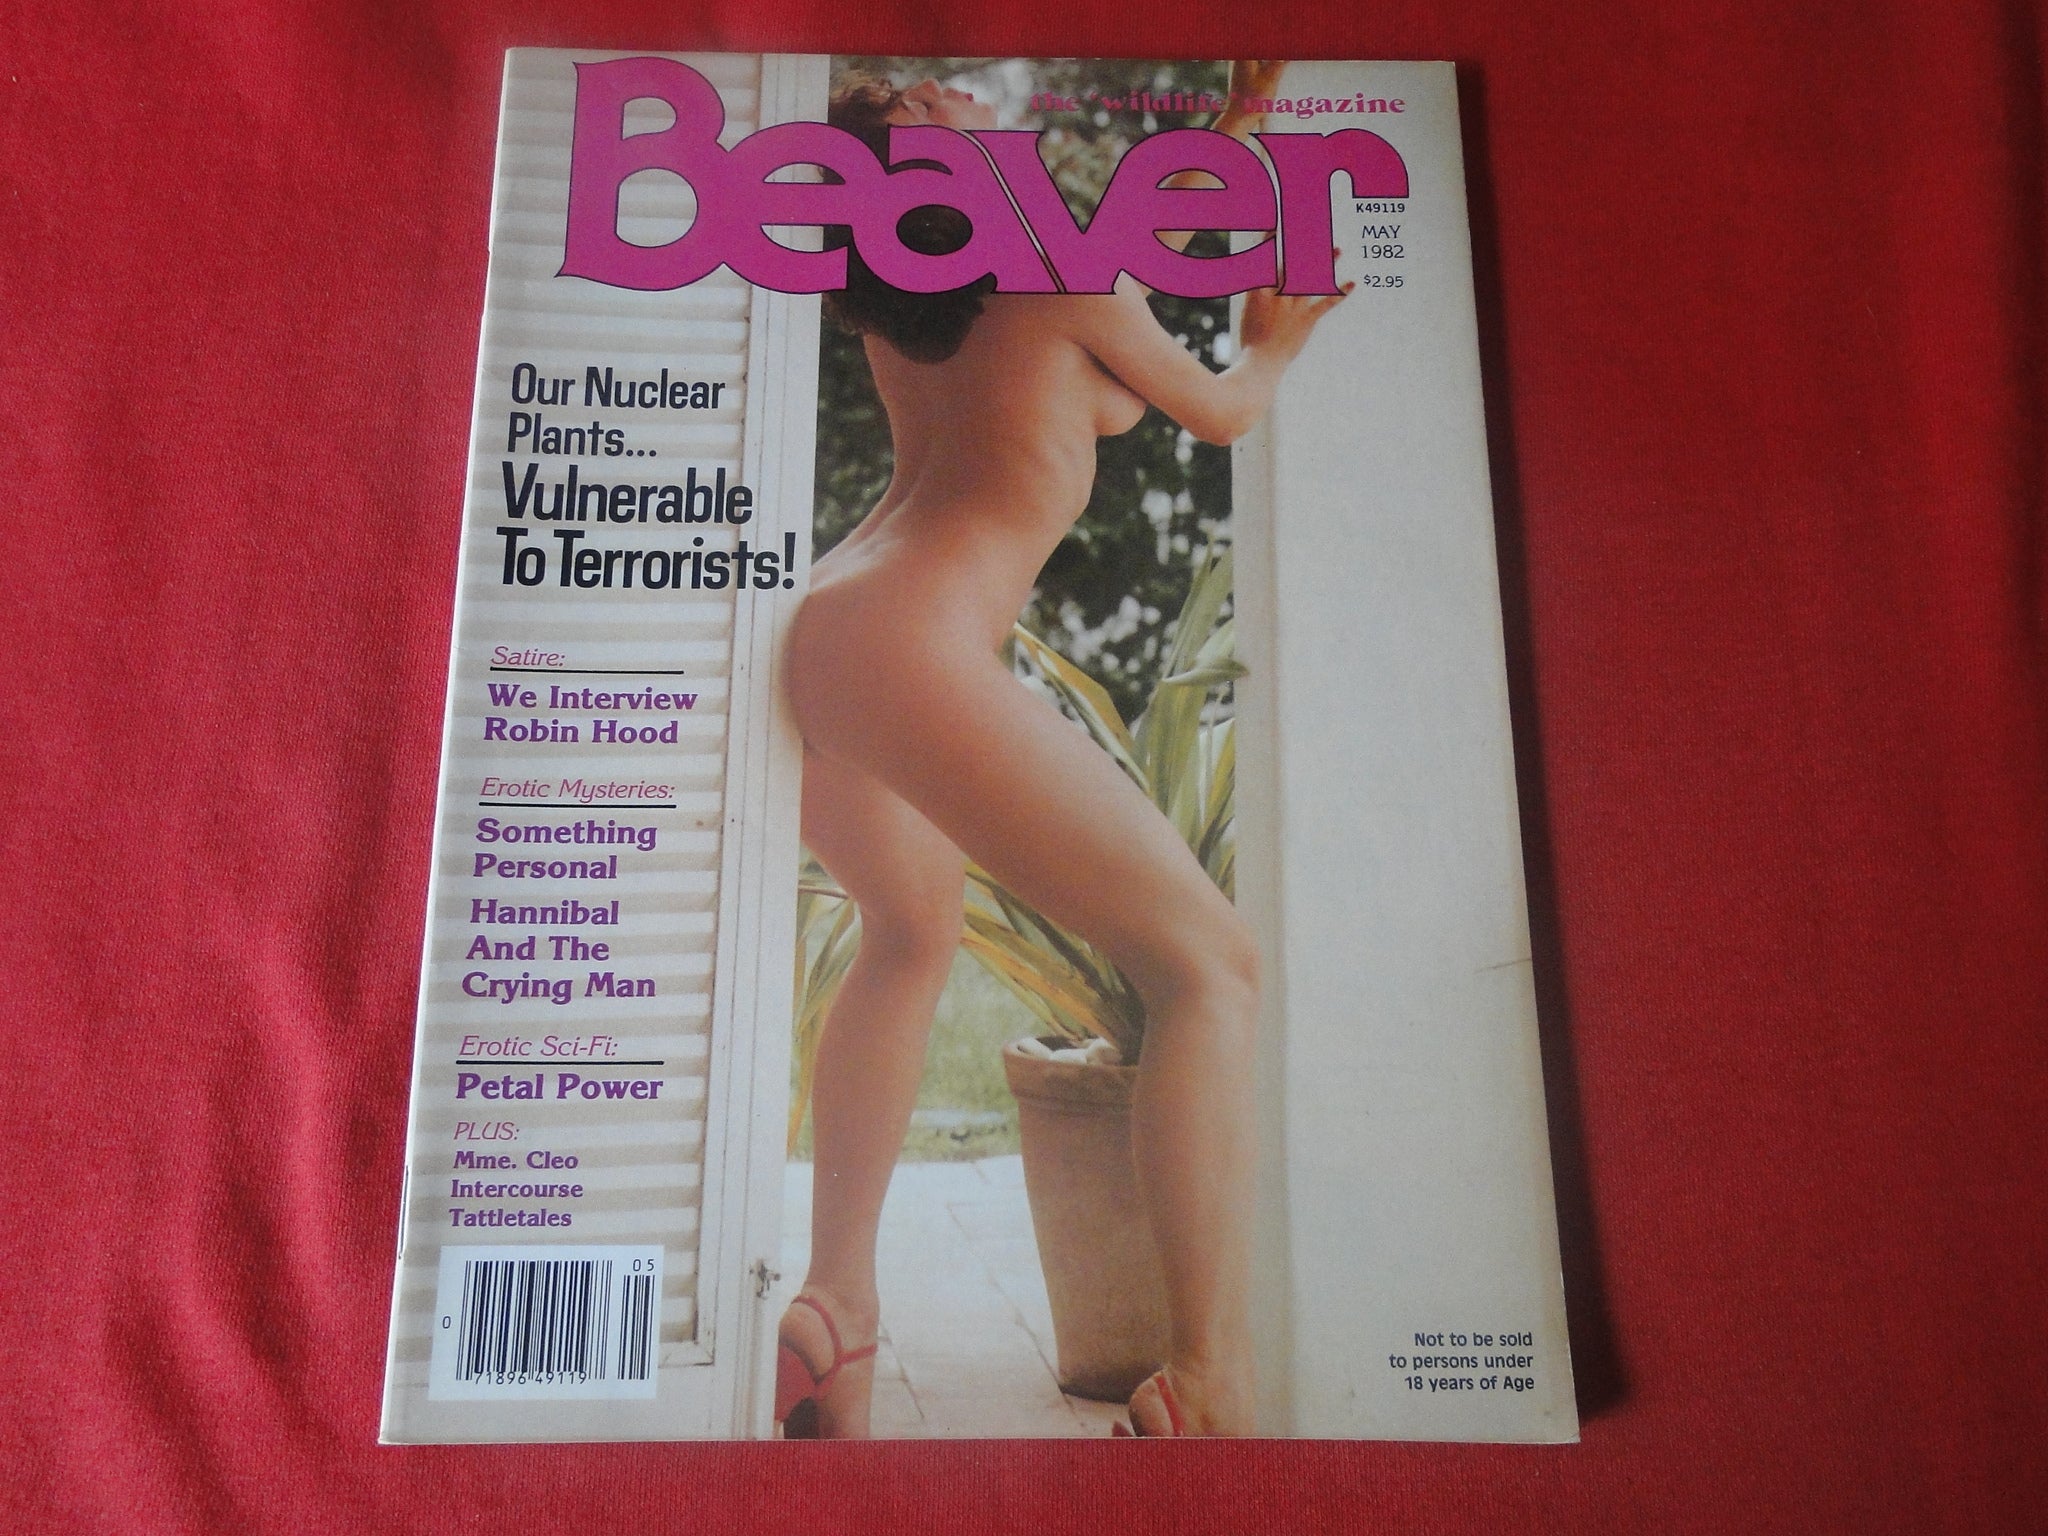 the "wildlife" magazine
Beaver
K49119
MAY
1982
$2.95
Our Nuclear
Plants...
Vulnerable
To Terrorists!
Satire:
We Interview
Robin Hood
Erotic Mysteries:
Something
Personal
Hannibal
And The
Crying Man
Erotic Sci-Fi:
Petal Power
PLUS:
Mme. Cleo
Intercourse
Tattletales
05
0
71896 49119
Not to be sold
to persons under
18 years of Age